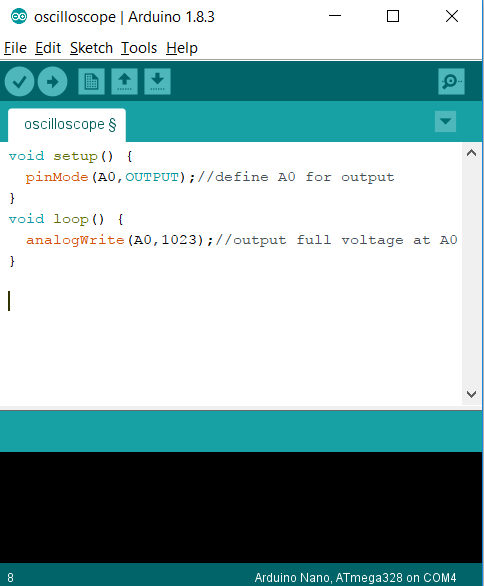 oscilloscope | Arduino 1.8.3
File Edit Sketch Tools Help
oscilloscope §
void setup() {
  pinMode(A0,OUTPUT);//define A0 for output
}
void loop() {
  analogWrite(A0,1023);//output full voltage at A0
}
8
Arduino Nano, ATmega328 on COM4